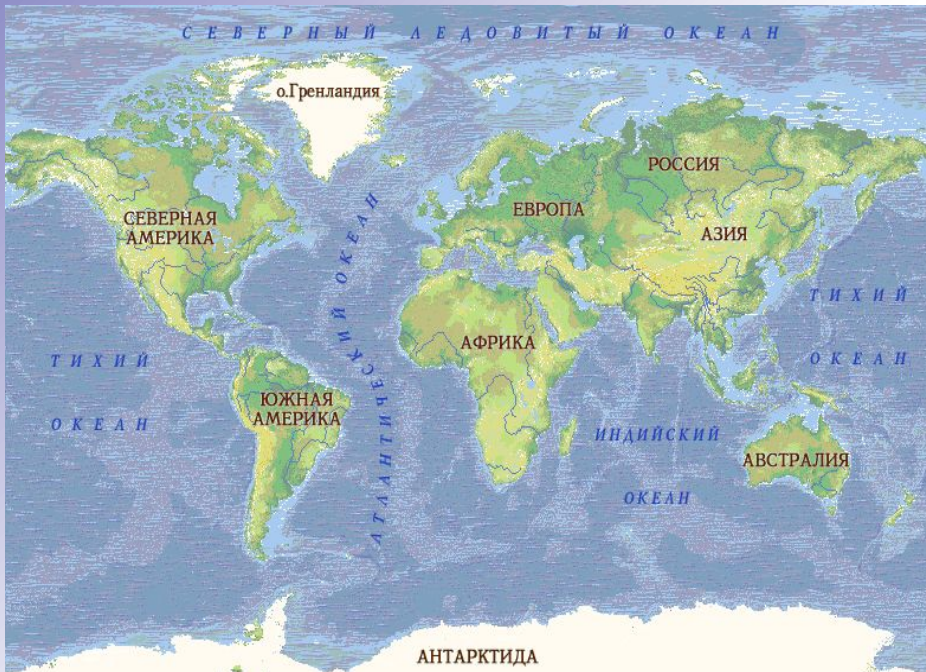 СЕВЕРНЫЙ ЛЕДОВИТЫЙ ОКЕАН
о.Гренландия
РОССИЯ
ЕВРОПА
СЕВЕРНАЯ
АМЕРИКА
АЗИЯ
АТЛАНТИЧЕСКИЙ ОКЕАН
ТИХИЙ
ОКЕАН
АФРИКА
ТИХИЙ
ОКЕАН
ЮЖНАЯ
АМЕРИКА
ИНДИЙСКИЙ
ОКЕАН
АВСТРАЛИЯ
АНТАРКТИДА